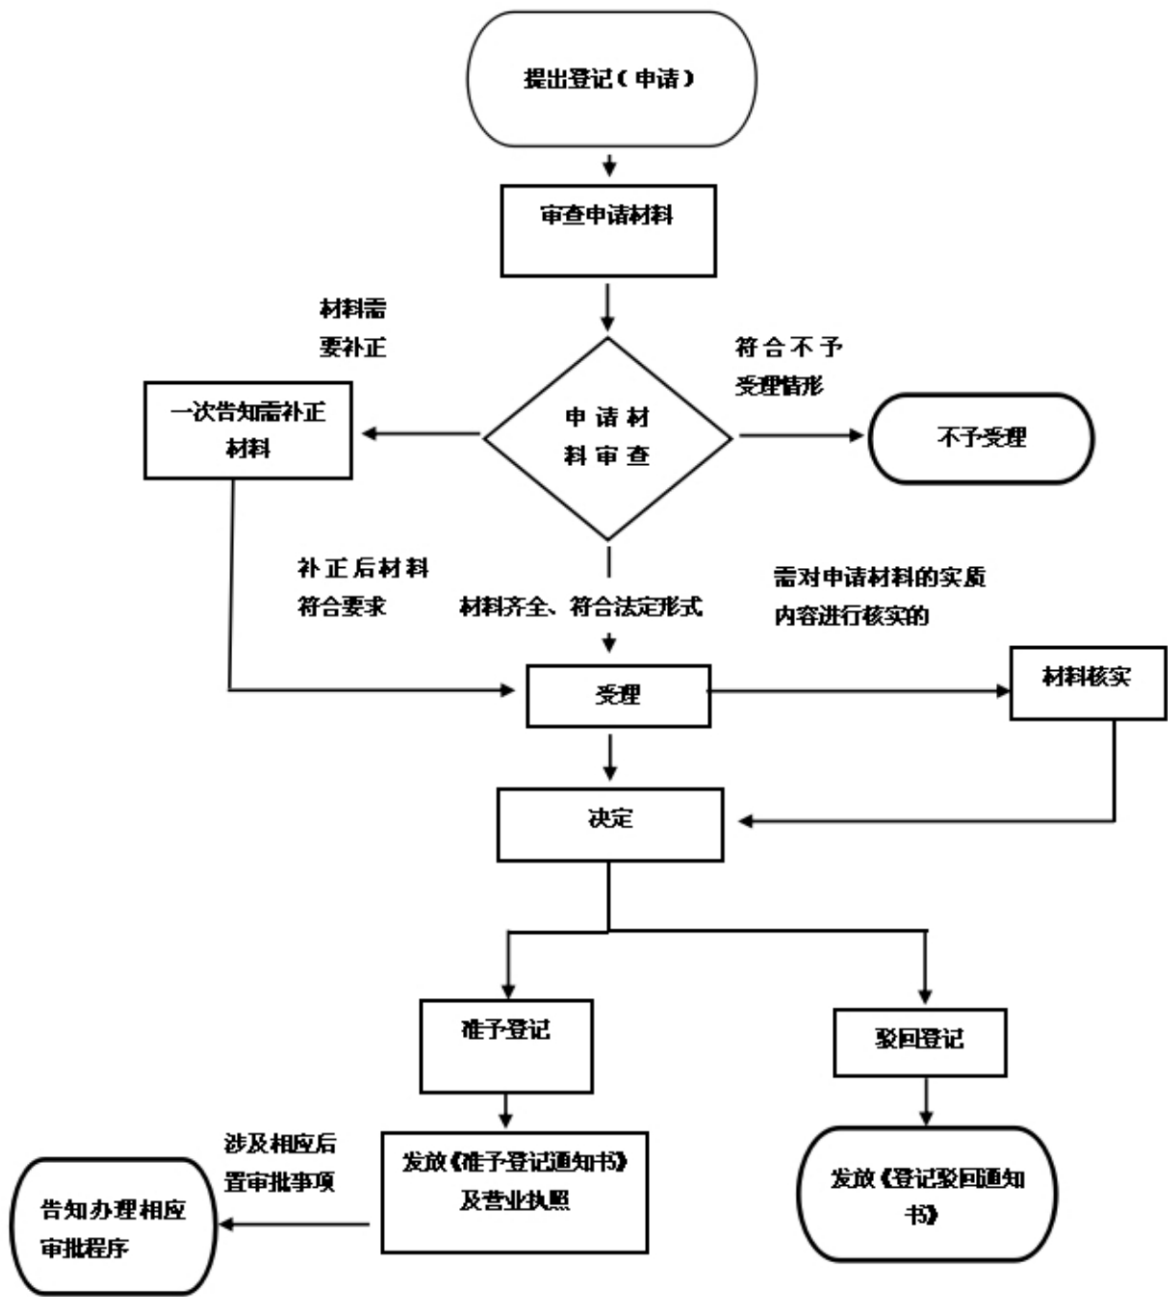 提出登记（申请）
审查申请材料
材料需
要补正
符合不予
受理情形
一次告知需补正
材料
申请材
料审查
不予受理
补正后材料
符合要求
材料齐全、符合法定形式
需对申请材料的实质
内容进行核实的
受理
材料核实
决定
准予登记
驳回登记
涉及相应后
置审批事项
发放《准予登记通知书》
及营业执照
告知办理相应
审批程序
发放《登记驳回通知
书》